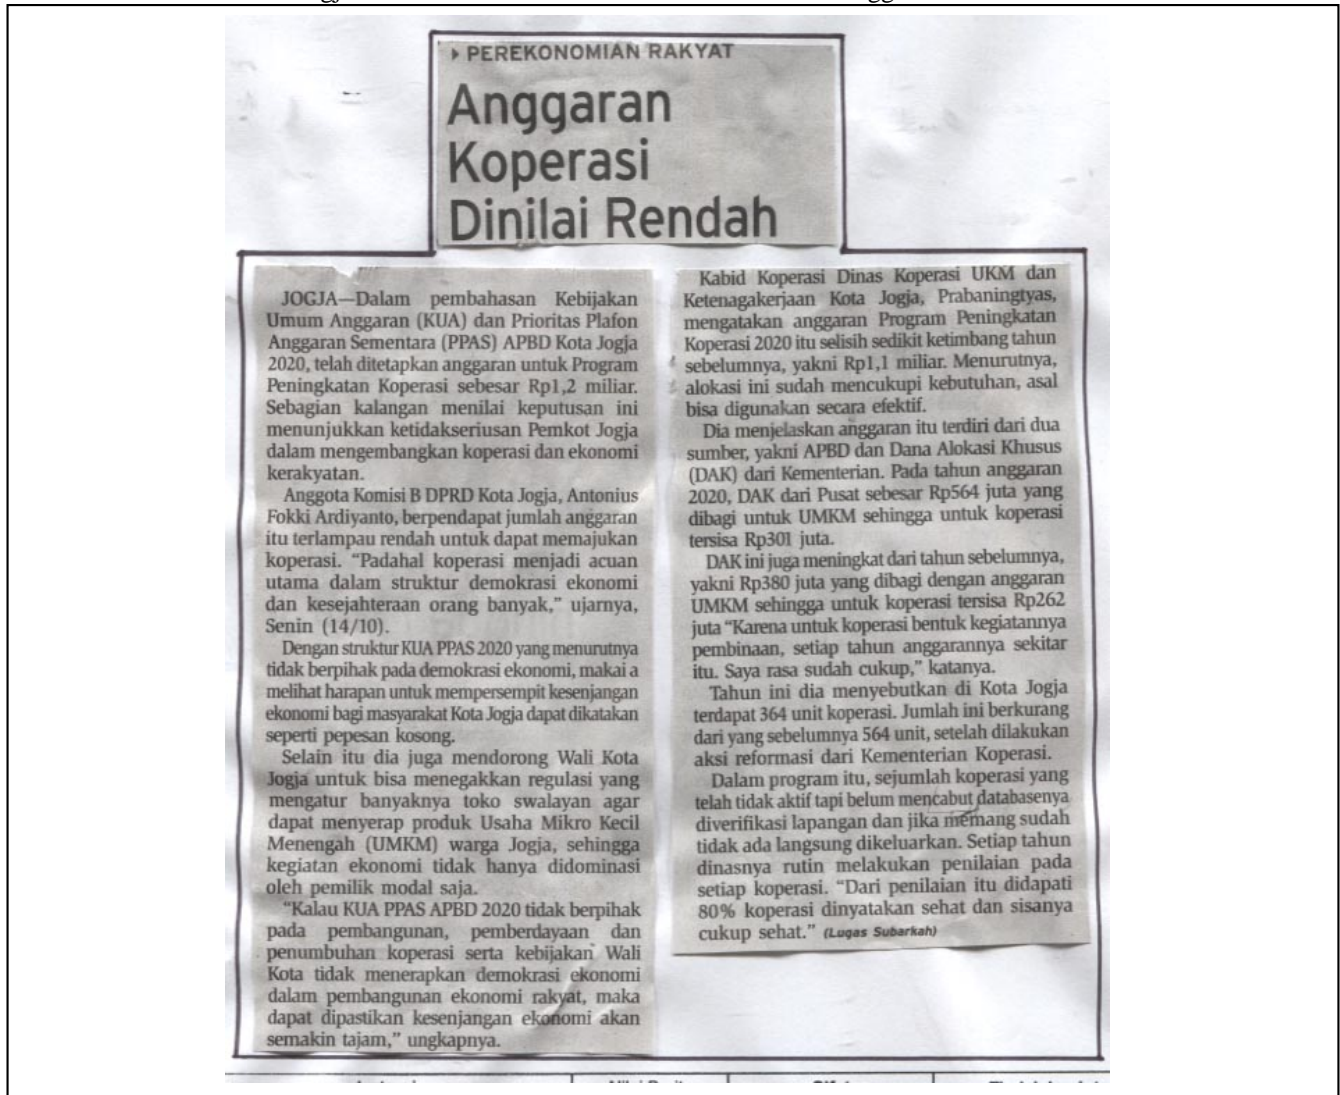 ▸ PEREKONOMIAN RAKYAT
Anggaran
Koperasi
Dinilai Rendah
JOGJA—Dalam pembahasan Kebijakan
Umum Anggaran (KUA) dan Prioritas Plafon
Anggaran Sementara (PPAS) APBD Kota Jogja
2020, telah ditetapkan anggaran untuk Program
Peningkatan Koperasi sebesar Rp1,2 miliar.
Sebagian kalangan menilai keputusan ini
menunjukkan ketidakseriusan Pemkot Jogja
dalam mengembangkan koperasi dan ekonomi
kerakyatan.
Anggota Komisi B DPRD Kota Jogja, Antonius
Fokki Ardiyanto, berpendapat jumlah anggaran
itu terlampau rendah untuk dapat memajukan
koperasi. “Padahal koperasi menjadi acuan
utama dalam struktur demokrasi ekonomi
dan kesejahteraan orang banyak,” ujarnya,
Senin (14/10).
Dengan struktur KUA PPAS 2020 yang menurutnya
tidak berpihak pada demokrasi ekonomi, makai a
melihat harapan untuk mempersempit kesenjangan
ekonomi bagi masyarakat Kota Jogja dapat dikatakan
seperti pepesan kosong.
Selain itu dia juga mendorong Wali Kota
Jogja untuk bisa menegakkan regulasi yang
mengatur banyaknya toko swalayan agar
dapat menyerap produk Usaha Mikro Kecil
Menengah (UMKM) warga Jogja, sehingga
kegiatan ekonomi tidak hanya didominasi
oleh pemilik modal saja.
“Kalau KUA PPAS APBD 2020 tidak berpihak
pada pembangunan, pemberdayaan dan
penumbuhan koperasi serta kebijakan Wali
Kota tidak menerapkan demokrasi ekonomi
dalam pembangunan ekonomi rakyat, maka
dapat dipastikan kesenjangan ekonomi akan
semakin tajam,” ungkapnya.
Kabid Koperasi Dinas Koperasi UKM dan
Ketenagakerjaan Kota Jogja, Prabaningtyas,
mengatakan anggaran Program Peningkatan
Koperasi 2020 itu selisih sedikit ketimbang tahun
sebelumnya, yakni Rp1,1 miliar. Menurutnya,
alokasi ini sudah mencukupi kebutuhan, asal
bisa digunakan secara efektif.
Dia menjelaskan anggaran itu terdiri dari dua
sumber, yakni APBD dan Dana Alokasi Khusus
(DAK) dari Kementerian. Pada tahun anggaran
2020, DAK dari Pusat sebesar Rp564 juta yang
dibagi untuk UMKM sehingga untuk koperasi
tersisa Rp301 juta.
DAK ini juga meningkat dari tahun sebelumnya,
yakni Rp380 juta yang dibagi dengan anggaran
UMKM sehingga untuk koperasi tersisa Rp262
juta “Karena untuk koperasi bentuk kegiatannya
pembinaan, setiap tahun anggarannya sekitar
itu. Saya rasa sudah cukup,” katanya.
Tahun ini dia menyebutkan di Kota Jogja
terdapat 364 unit koperasi. Jumlah ini berkurang
dari yang sebelumnya 564 unit, setelah dilakukan
aksi reformasi dari Kementerian Koperasi.
Dalam program itu, sejumlah koperasi yang
telah tidak aktif tapi belum mencabut databasenya
diverifikasi lapangan dan jika memang sudah
tidak ada langsung dikeluarkan. Setiap tahun
dinasnya rutin melakukan penilaian pada
setiap koperasi. “Dari penilaian itu didapati
80% koperasi dinyatakan sehat dan sisanya
cukup sehat.” (Lugas Subarkah)